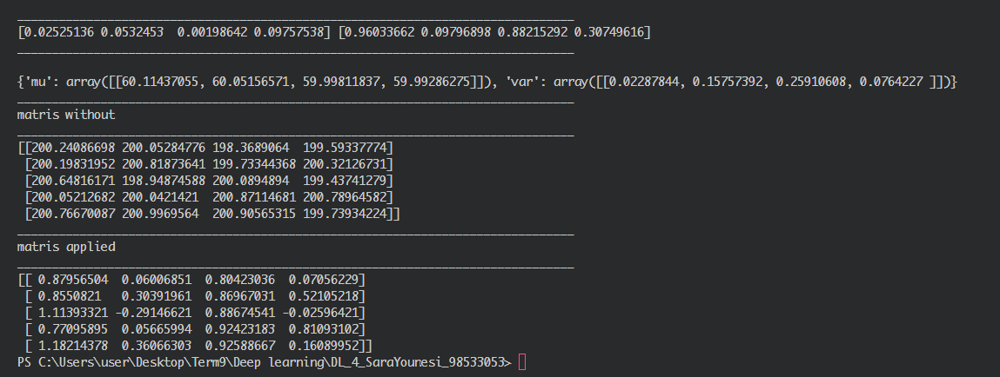 ________________________________________________________________________________
[0.02525136 0.0532453  0.00198642 0.09757538] [0.96033662 0.09796898 0.88215292 0.30749616]
________________________________________________________________________________
{'mu': array([[60.11437055, 60.05156571, 59.99811837, 59.99286275]]), 'var': array([[0.02287844, 0.15757392, 0.25910608, 0.0764227 ]])}
________________________________________________________________________________
matris without
________________________________________________________________________________
[[200.24086698 200.05284776 198.3689064  199.59337774]
 [200.19831952 200.81873641 199.73344368 200.32126731]
 [200.64816171 198.94874588 200.0894894  199.43741279]
 [200.05212682 200.0421421  200.87114681 200.78964582]
 [200.76670087 200.9969564  200.90565315 199.73934224]]
________________________________________________________________________________
matris applied
________________________________________________________________________________
[[ 0.87956504  0.06006851  0.80423036  0.07056229]
 [ 0.8550821   0.30391961  0.86967031  0.52105218]
 [ 1.11393321 -0.29146621  0.88674541 -0.02596421]
 [ 0.77095895  0.05665994  0.92423183  0.81093102]
 [ 1.18214378  0.36066303  0.92588667  0.16089952]]
PS C:\Users\user\Desktop\Term9\Deep learning\DL_4_SaraYounesi_98533053>